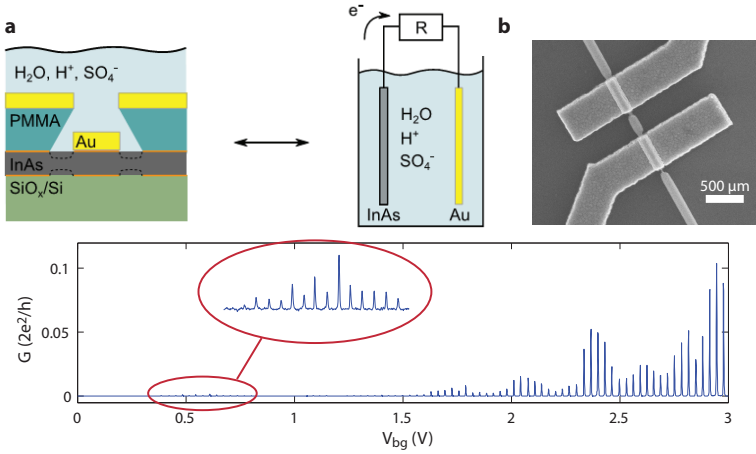 a
b
e⁻
R
H₂O, H⁺, SO₄⁻
PMMA
Au
InAs
SiOₓ/Si
H₂O
H⁺
SO₄⁻
InAs
Au
500 µm
G (2e²/h)
0.1
0.05
0
0
0.5
1
1.5
2
2.5
3
V_bg (V)